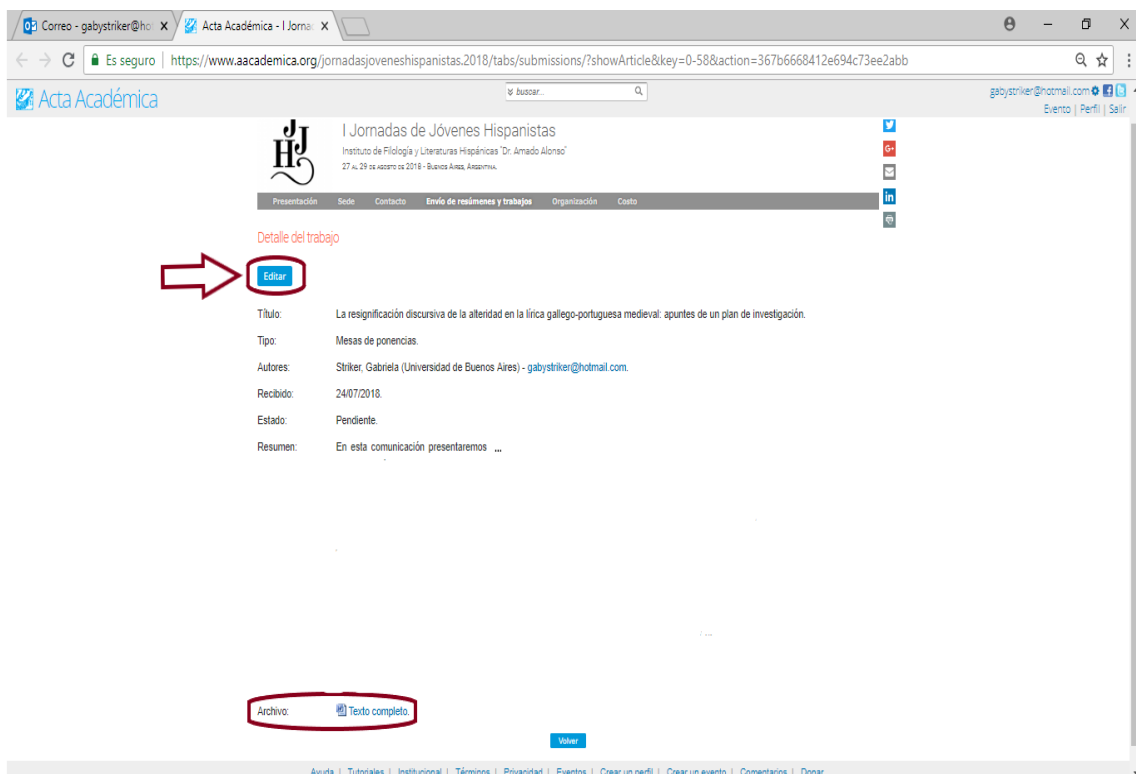 Correo - gabystriker@ho
Acta Académica - I Jorna
Es seguro | https://www.aacademica.org/jornadasjoveneshispanistas.2018/tabs/submissions/?showArticle&key=0-58&action=367b6668412e694c73ee2abb
Acta Académica
buscar...
gabystriker@hotmail.com
Evento | Perfil | Salir
JHJ
I Jornadas de Jóvenes Hispanistas
Instituto de Filología y Literaturas Hispánicas "Dr. Amado Alonso"
27 AL 29 DE AGOSTO DE 2018 - BUENOS AIRES, ARGENTINA.
Presentación Sede Contacto Envío de resúmenes y trabajos Organización Costo
Detalle del trabajo
Editar
Título: La resignificación discursiva de la alteridad en la lírica gallego-portuguesa medieval: apuntes de un plan de investigación.
Tipo: Mesas de ponencias.
Autores: Striker, Gabriela (Universidad de Buenos Aires) - gabystriker@hotmail.com.
Recibido: 24/07/2018.
Estado: Pendiente.
Resumen: En esta comunicación presentaremos ...
Archivo: Texto completo.
Volver
Ayuda | Tutoriales | Institucional | Términos | Privacidad | Eventos | Crear un perfil | Crear un evento | Comentarios | Donar